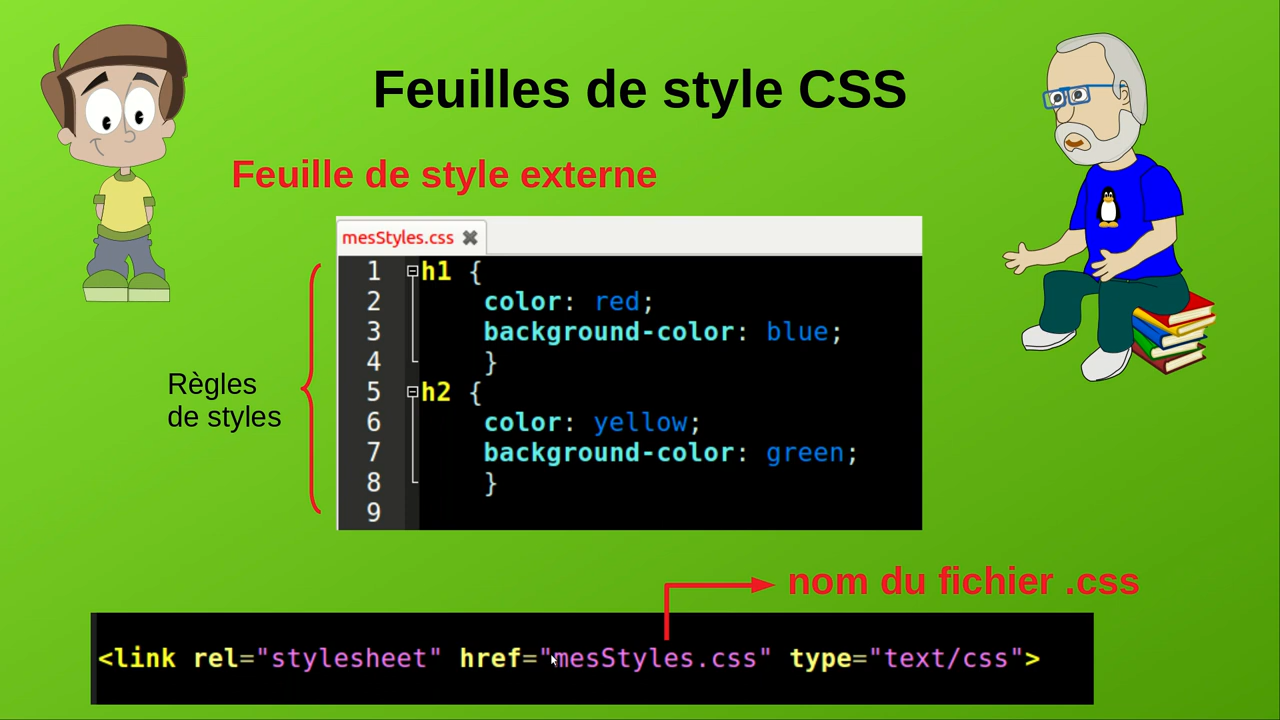 Feuilles de style CSS
Feuille de style externe
mesStyles.css
1 h1 {
2 color: red;
3 background-color: blue;
4 }
5 h2 {
6 color: yellow;
7 background-color: green;
8 }
9
Règles
de styles
nom du fichier .css
<link rel="stylesheet" href="mesStyles.css" type="text/css">